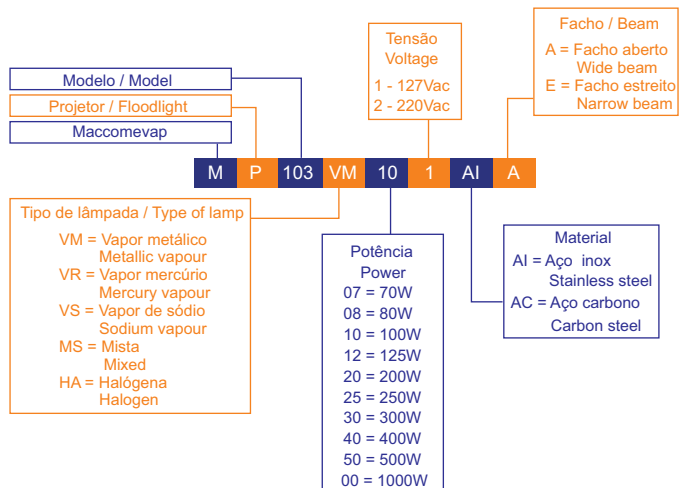 Tensão
Voltage
1 - 127Vac
2 - 220Vac
Facho / Beam
A = Facho aberto
Wide beam
E = Facho estreito
Narrow beam
Modelo / Model
Projetor / Floodlight
Maccomevap
M P 103 VM 10 1 AI A
Tipo de lâmpada / Type of lamp
VM = Vapor metálico
Metallic vapour
VR = Vapor mercúrio
Mercury vapour
VS = Vapor de sódio
Sodium vapour
MS = Mista
Mixed
HA = Halógena
Halogen
Potência
Power
07 = 70W
08 = 80W
10 = 100W
12 = 125W
20 = 200W
25 = 250W
30 = 300W
40 = 400W
50 = 500W
00 = 1000W
Material
AI = Aço inox
Stainless steel
AC = Aço carbono
Carbon steel